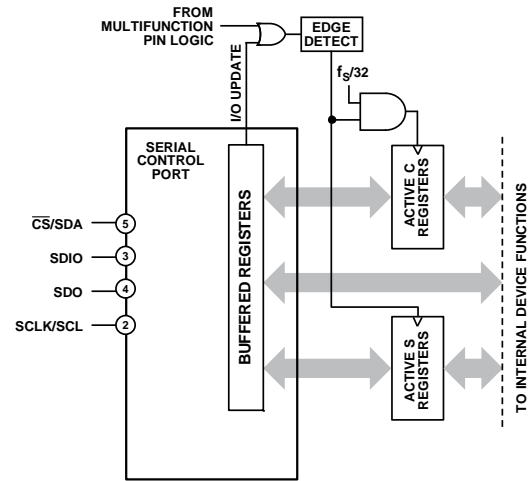 FROM
MULTIFUNCTION
PIN LOGIC
EDGE
DETECT
I/O UPDATE
fS/32
SERIAL
CONTROL
PORT
BUFFERED REGISTERS
ACTIVE C
REGISTERS
CS/SDA
5
SDIO
3
SDO
4
SCLK/SCL
2
ACTIVE S
REGISTERS
TO INTERNAL DEVICE FUNCTIONS